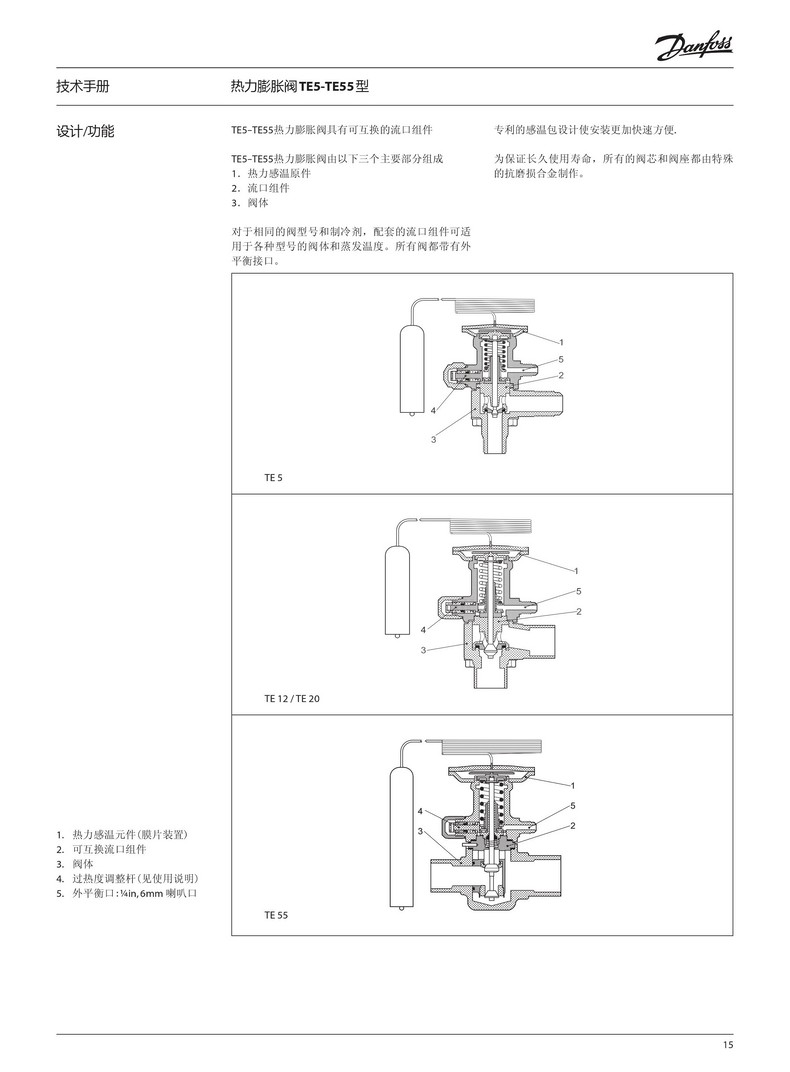 Danfoss
技术手册
热力膨胀阀TE5-TE55型
设计/功能
TE5–TE55热力膨胀阀具有可互换的流口组件
TE5–TE55热力膨胀阀由以下三个主要部分组成
1. 热力感温原件
2. 流口组件
3. 阀体
对于相同的阀型号和制冷剂，配套的流口组件可适
用于各种型号的阀体和蒸发温度。所有阀都带有外
平衡接口。
专利的感温包设计使安装更加快速方便.
为保证长久使用寿命，所有的阀芯和阀座都由特殊
的抗磨损合金制作。
1
5
2
4
3
TE 5
1
5
2
4
3
TE 12 / TE 20
1
5
2
4
3
TE 55
1. 热力感温元件(膜片装置)
2. 可互换流口组件
3. 阀体
4. 过热度调整杆(见使用说明)
5. 外平衡口:¼in,6mm 喇叭口
15